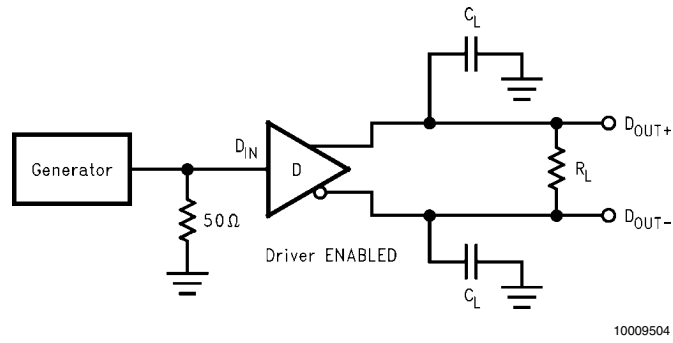 C_L
D_OUT+
D_IN
Generator
D
R_L
50Ω
D_OUT-
Driver ENABLED
C_L
10009504